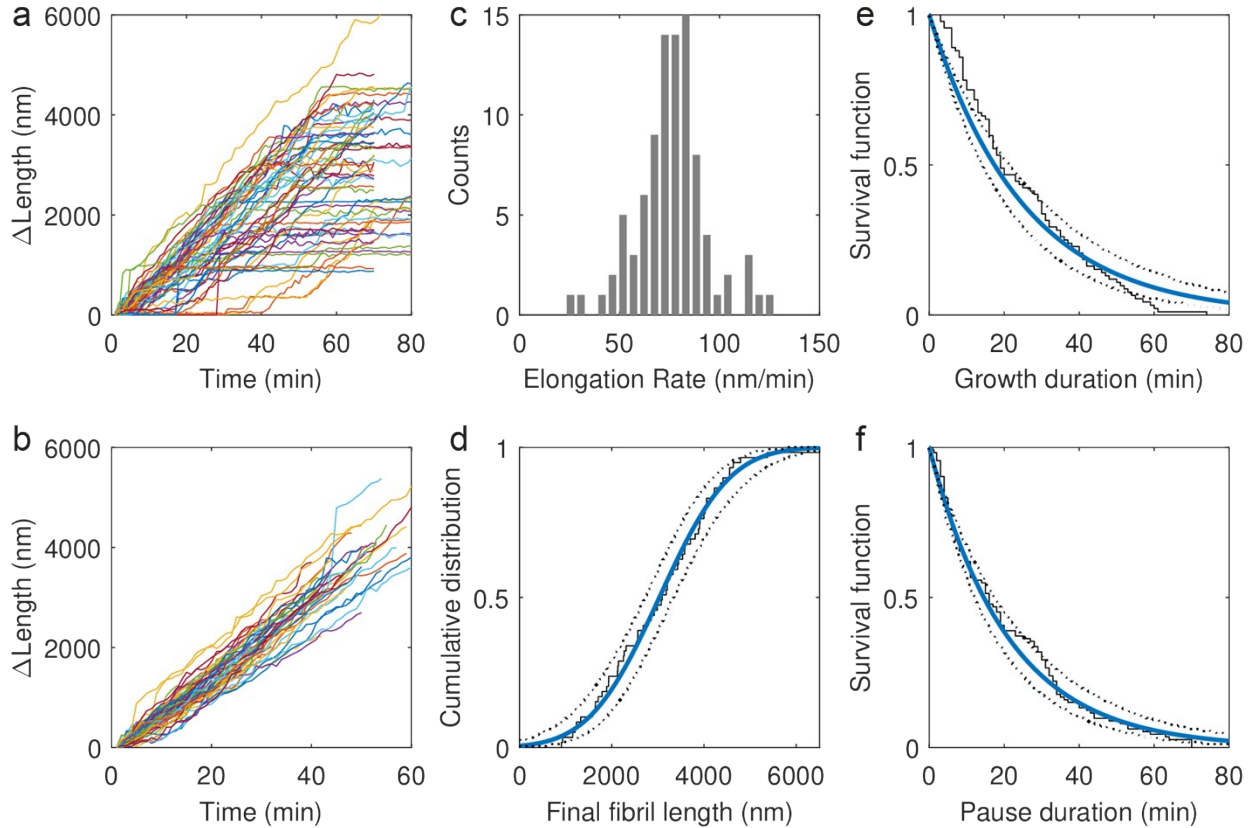 a
6000
4000
2000
0
ΔLength (nm)
0 20 40 60 80
Time (min)
c
15
10
5
0
Counts
0 50 100 150
Elongation Rate (nm/min)
e
1
0.5
0
Survival function
0 20 40 60 80
Growth duration (min)
b
6000
4000
2000
0
ΔLength (nm)
0 20 40 60
Time (min)
d
1
0.5
0
Cumulative distribution
0 2000 4000 6000
Final fibril length (nm)
f
1
0.5
0
Survival function
0 20 40 60 80
Pause duration (min)